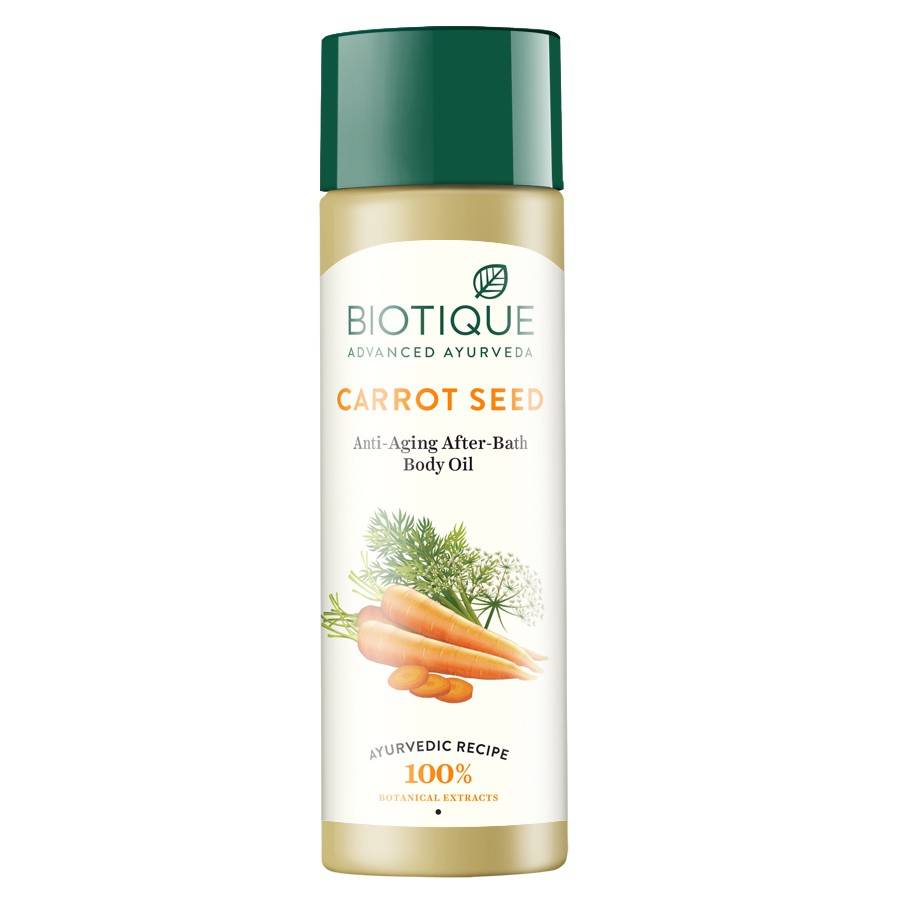 BIOTIQUE
ADVANCED AYURVEDA
CARROT SEED
Anti-Aging After-Bath
Body Oil
AYURVEDIC RECIPE
100%
BOTANICAL EXTRACTS